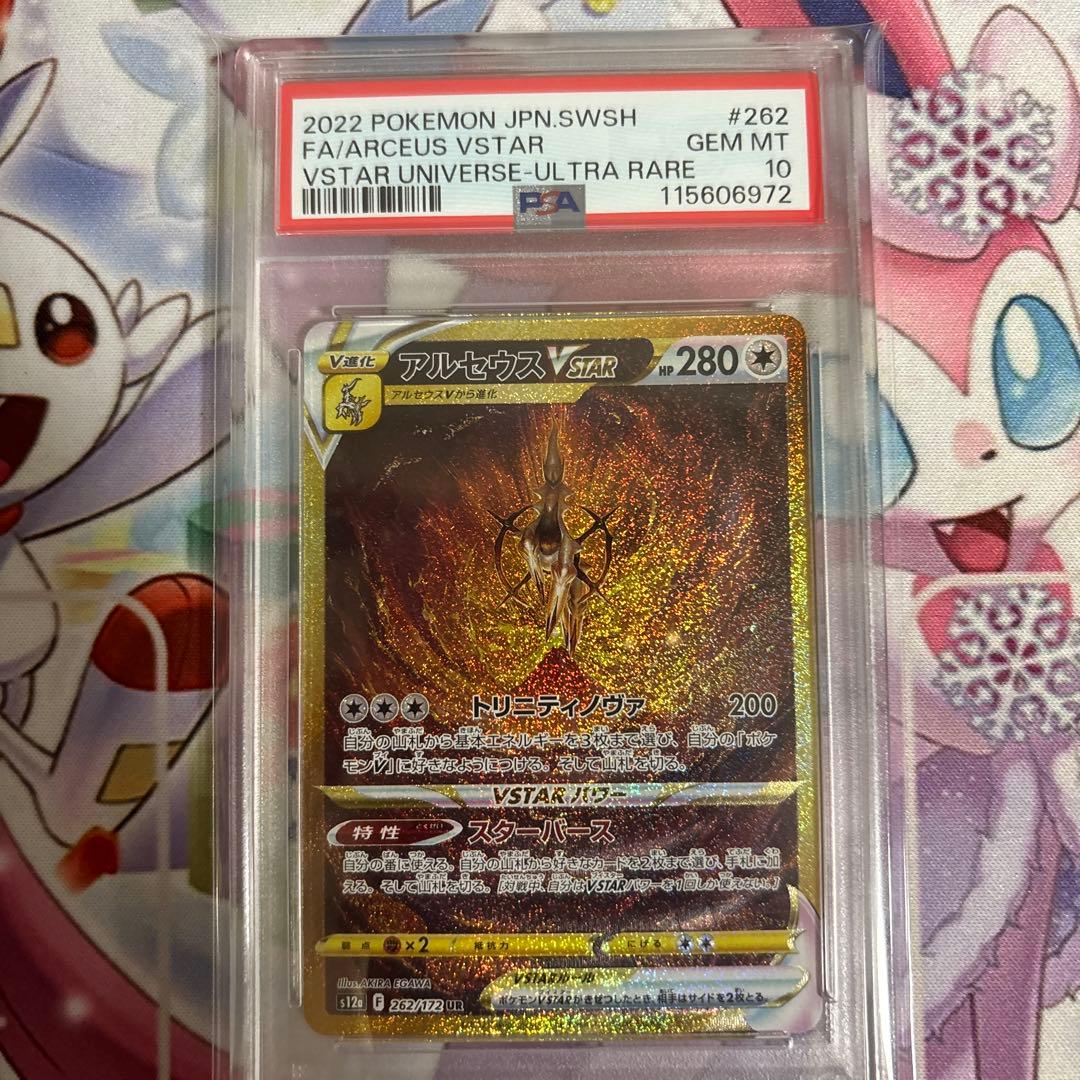 2022 POKEMON JPN.SWSH #262
FA/ARCEUS VSTAR GEM MT
VSTAR UNIVERSE-ULTRA RARE 10
PSA 115606972
V進化 アルセウス VSTAR HP 280
アルセウスVから進化
トリニティノヴァ 200
自分の山札から基本エネルギーを3枚まで選び、自分の「ポケ
モンV」に好きなようにつける。そして山札を切る。
VSTARパワー
特性 スターバース
自分の番に使える。自分の山札から好きなカードを2枚まで選び、手札に加
える。そして山札を切る。[対戦中、自分はVSTARパワーを1回しか使えない。]
弱点 ×2 抵抗力 にげる
Illus. AKIRA EGAWA
VSTARルール
s12a F 262/172 UR
ポケモンVSTARがきぜつしたとき、相手はサイドを2枚とる。